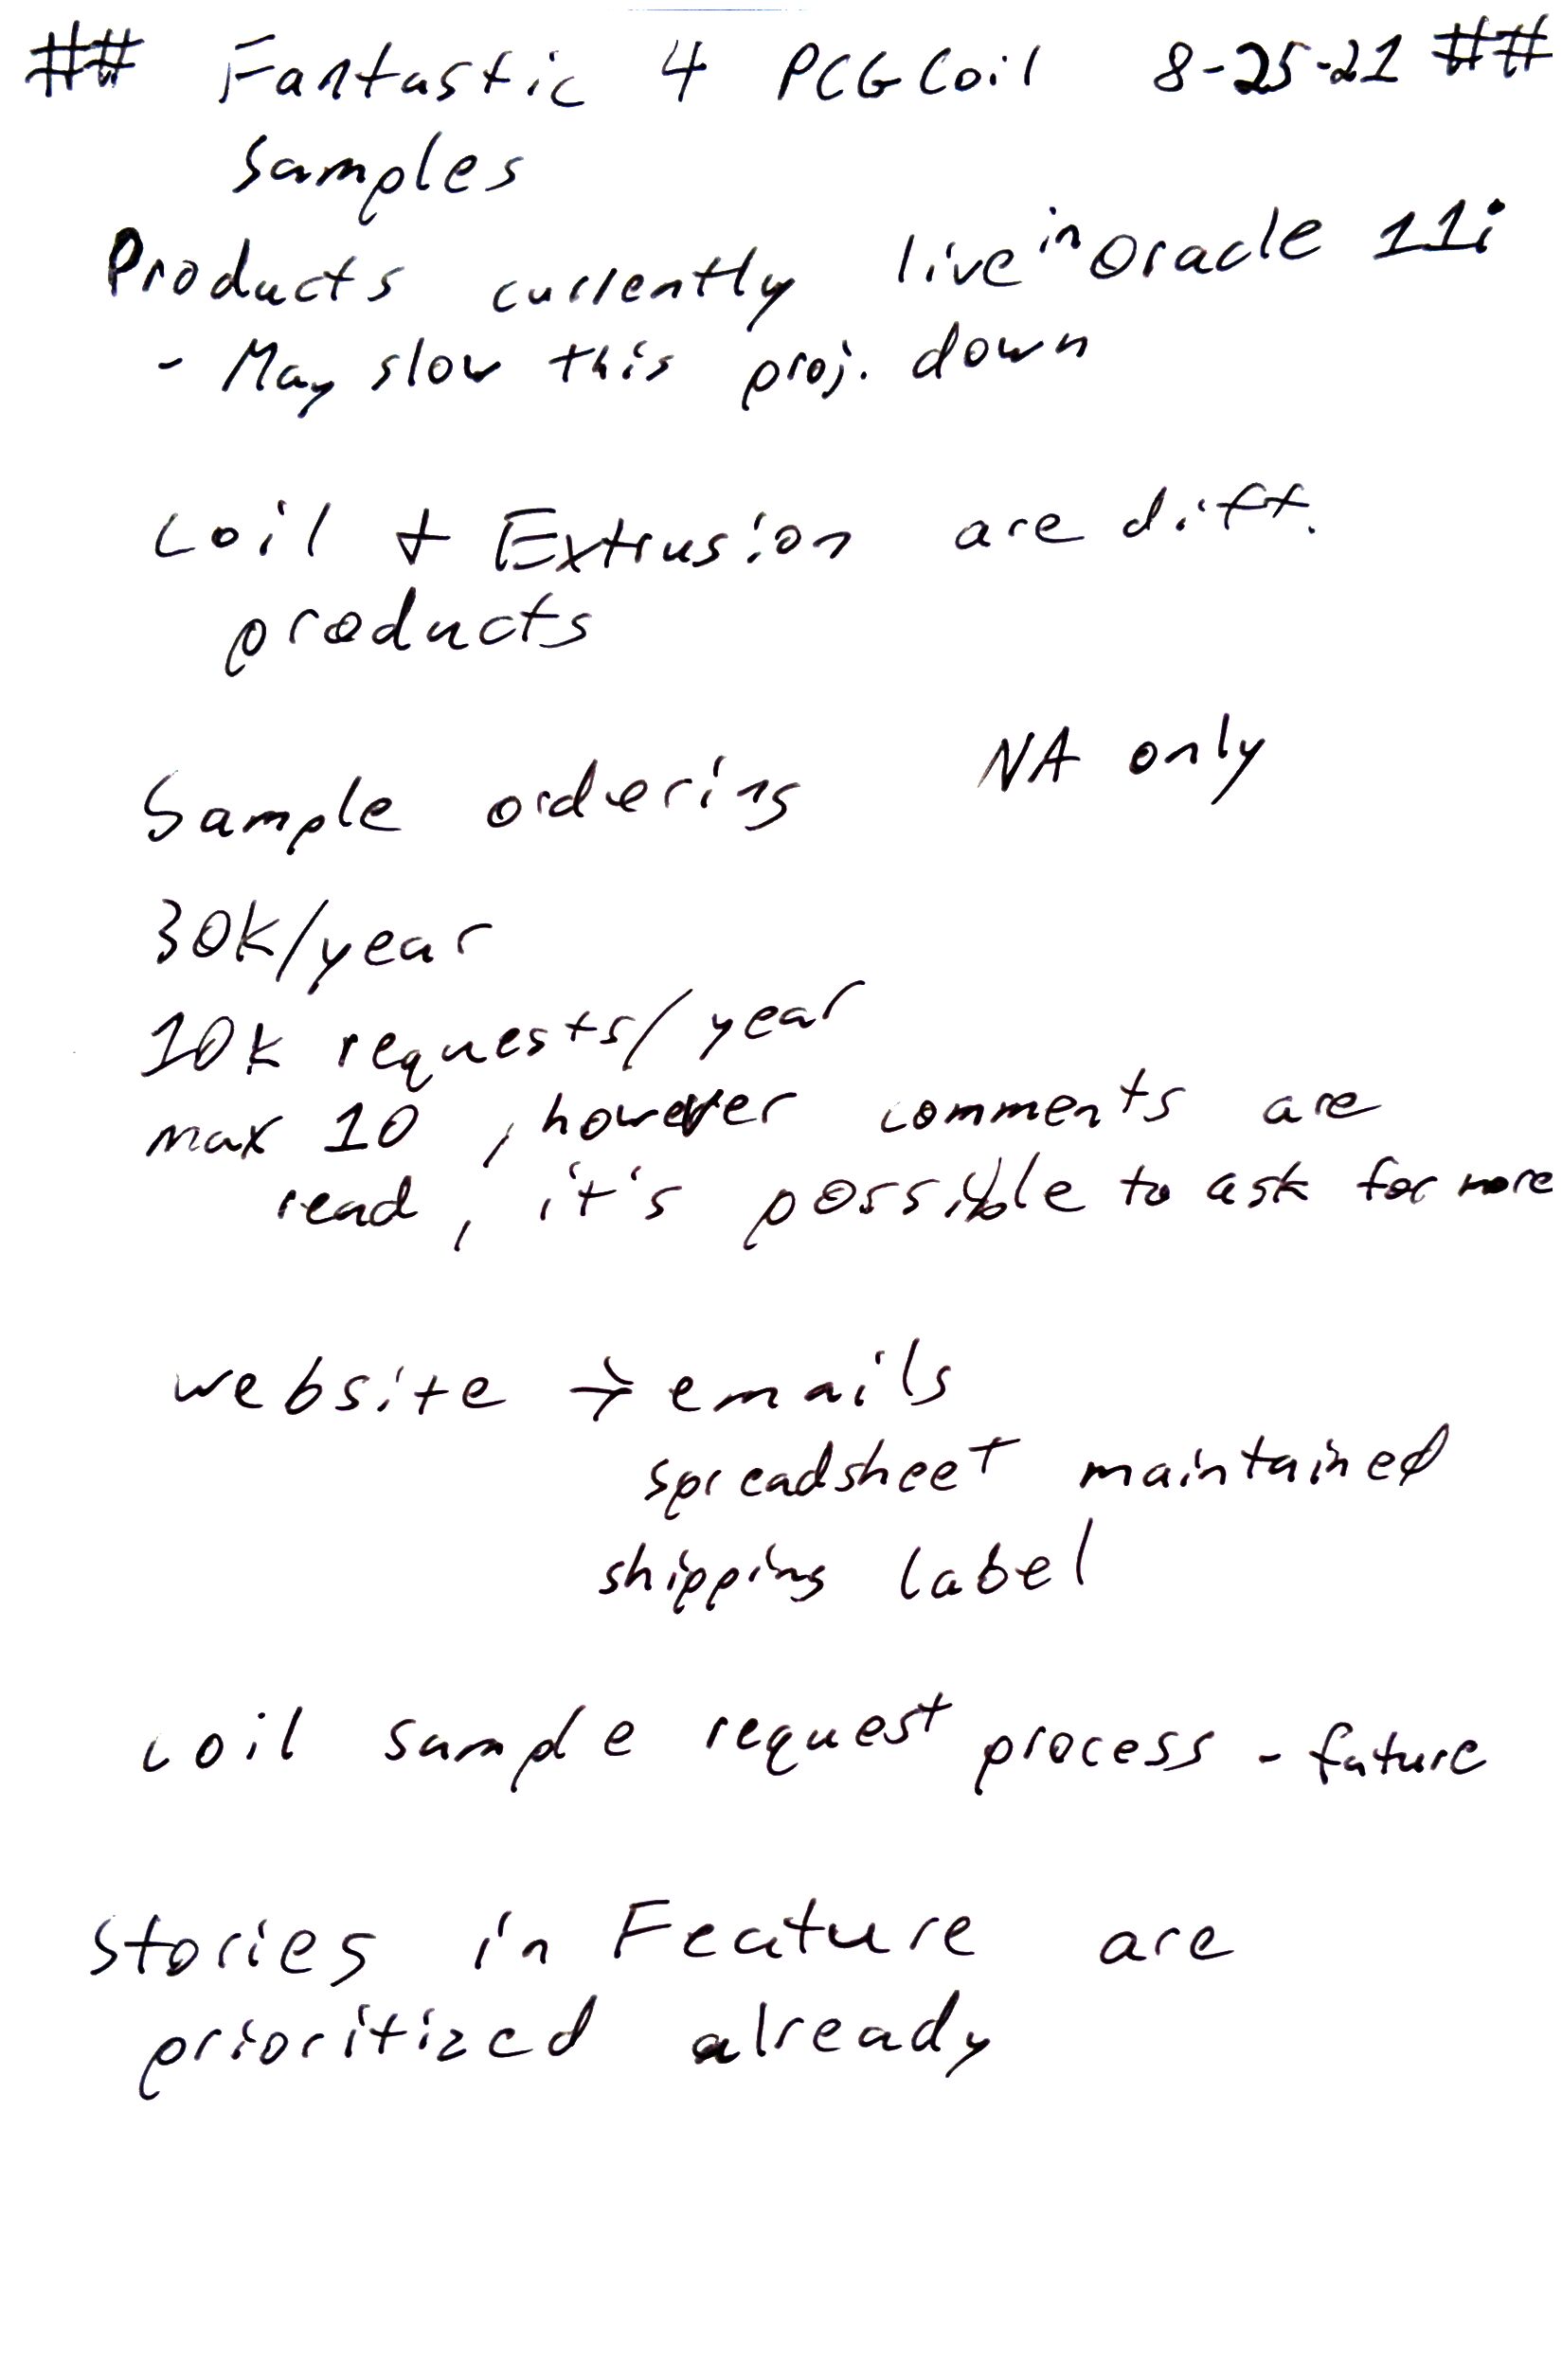 ## Fantastic 4 PCG Coil 8-25-21 ##
Samples
Products currently live in Oracle 11i
- May slow this proj. down
Coil + Extrusion are diff.
products
Sample ordering NA only
30K/year
10k requests/year
max 10, however comments are
read, it's possible to ask for more
website → emails
spreadsheet maintained
shipping label
coil sample request process - future
Stories in Feature are
prioritized already